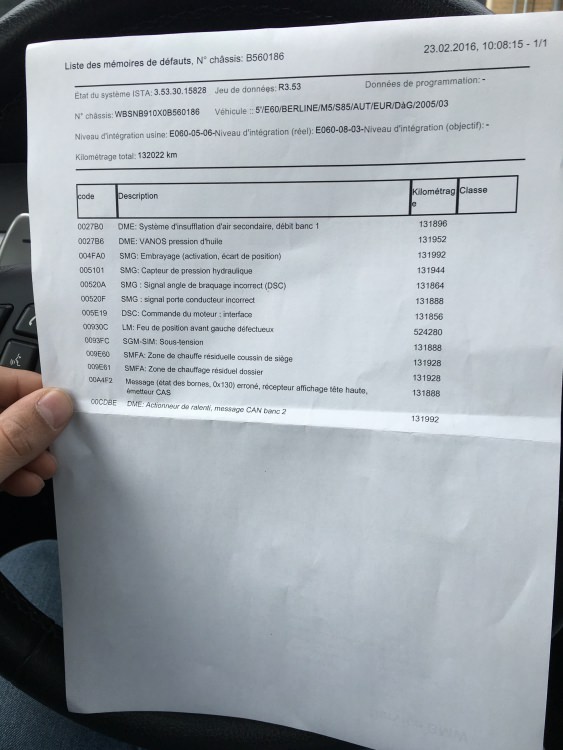 Liste des mémoires de défauts, N° châssis: B560186
23.02.2016, 10:08:15 - 1/1
État du système ISTA: 3.53.30.15828 Jeu de données: R3.53 Données de programmation: -
N° châssis: WBSNB910X0B560186 Véhicule :: 5'/E60/BERLINE/M5/S85/AUT/EUR/DàG/2005/03
Niveau d'intégration usine: E060-05-06-Niveau d'intégration (réel): E060-08-03-Niveau d'intégration (objectif): -
Kilométrage total: 132022 km
code Description Kilométrag Classe
e
0027B0 DME: Système d'insufflation d'air secondaire, débit banc 1 131896
0027B6 DME: VANOS pression d'huile 131952
004FA0 SMG: Embrayage (activation, écart de position) 131992
005101 SMG: Capteur de pression hydraulique 131944
00520A SMG : Signal angle de braquage incorrect (DSC) 131864
00520F SMG : signal porte conducteur incorrect 131888
005E19 DSC: Commande du moteur : interface 131856
00930C LM: Feu de position avant gauche défectueux 524280
0093FC SGM-SIM: Sous-tension 131888
009E60 SMFA: Zone de chauffe résiduelle coussin de siège 131928
009E61 SMFA: Zone de chauffage résiduel dossier 131928
00A4F2 Message (état des bornes, 0x130) erroné, récepteur affichage tête haute, 131888
émetteur CAS
00CDBE DME: Actionneur de ralenti, message CAN banc 2 131992